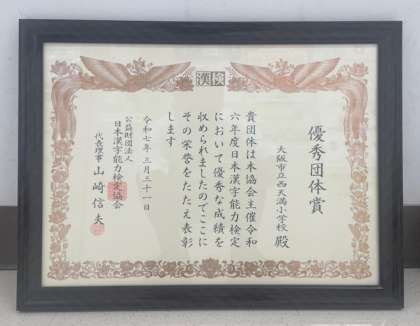 漢検
優秀団体賞
大阪市立西天満小学校 殿
貴団体は本協会主催令和
六年度日本漢字能力検定
において優秀な成績を
収められましたのでここに
その栄誉をたたえ表彰
します
令和七年三月三十一日
公益財団法人
日本漢字能力検定協会
代表理事 山崎信夫